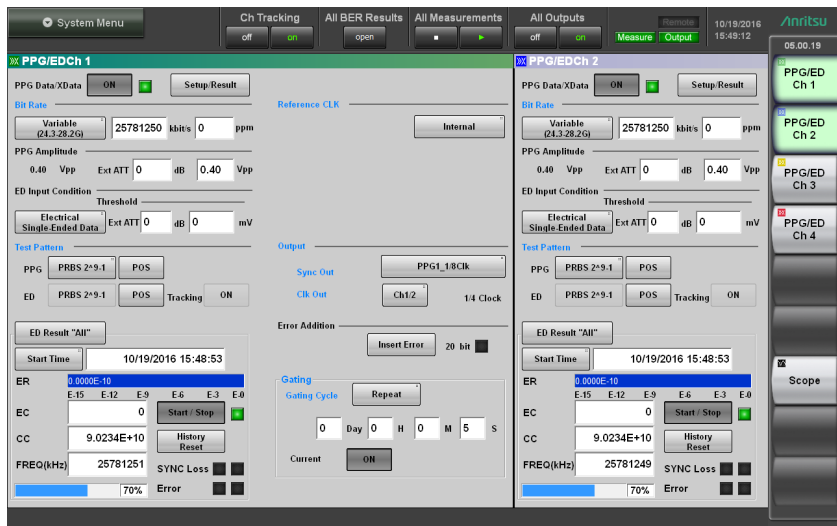 System Menu
Ch Tracking
off
on
All BER Results
open
All Measurements
All Outputs
off
on
Remote
Measure
Output
10/19/2016
15:49:12
Anritsu
05.00.19
PPG/EDCh 1
PPG Data/XData
ON
Setup/Result
Bit Rate
Variable
(24.3-28.2G)
25781250
kbit/s
0
ppm
PPG Amplitude
0.40
Vpp
Ext ATT
0
dB
0.40
Vpp
ED Input Condition
Threshold
Electrical
Single-Ended Data
Ext ATT
0
dB
0
mV
Test Pattern
PPG
PRBS 2^9-1
POS
ED
PRBS 2^9-1
POS
Tracking
ON
ED Result "All"
Start Time
10/19/2016 15:48:53
ER
0.0000E-10
E-15 E-12 E-9 E-6 E-3 E-0
EC
0
Start / Stop
CC
9.0234E+10
History
Reset
FREQ(kHz)
25781251
SYNC Loss
70%
Error
Reference CLK
Internal
Output
Sync Out
PPG1_1/8Clk
Clk Out
Ch1/2
1/4 Clock
Error Addition
Insert Error
20 bit
Gating
Gating Cycle
Repeat
0
Day
0
H
0
M
5
S
Current
ON
PPG/EDCh 2
PPG Data/XData
ON
Setup/Result
Bit Rate
Variable
(24.3-28.2G)
25781250
kbit/s
0
ppm
PPG Amplitude
0.40
Vpp
Ext ATT
0
dB
0.40
Vpp
ED Input Condition
Threshold
Electrical
Single-Ended Data
Ext ATT
0
dB
0
mV
Test Pattern
PPG
PRBS 2^9-1
POS
ED
PRBS 2^9-1
POS
Tracking
ON
ED Result "All"
Start Time
10/19/2016 15:48:53
ER
0.0000E-10
E-15 E-12 E-9 E-6 E-3 E-0
EC
0
Start / Stop
CC
9.0234E+10
History
Reset
FREQ(kHz)
25781249
SYNC Loss
70%
Error
PPG/ED
Ch 1
PPG/ED
Ch 2
PPG/ED
Ch 3
PPG/ED
Ch 4
Scope